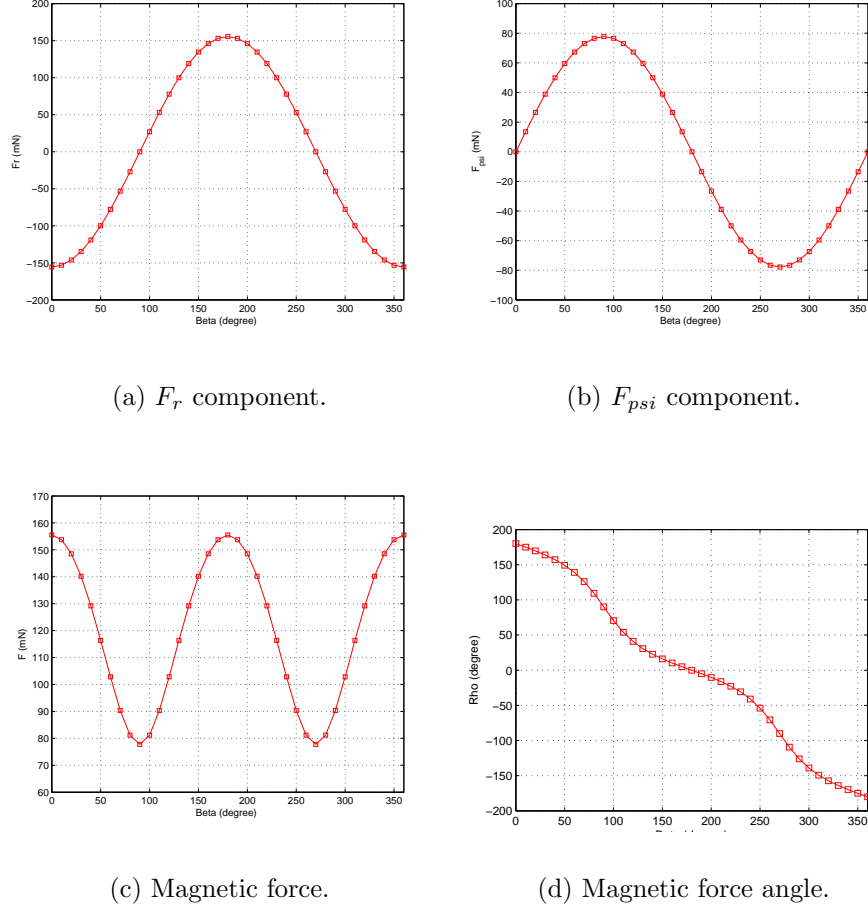 200
150
100
50
0
−50
−100
−150
−200
Fr (mN)
0 50 100 150 200 250 300 350
Beta (degree)
(a) F_r component.
100
80
60
40
20
0
−20
−40
−60
−80
−100
F_psi (mN)
0 50 100 150 200 250 300 350
Beta (degree)
(b) F_psi component.
170
160
150
140
130
120
110
100
90
80
70
60
F (mN)
0 50 100 150 200 250 300 350
Beta (degree)
(c) Magnetic force.
200
150
100
50
0
−50
−100
−150
−200
Rho (degree)
0 50 100 150 200 250 300 350
(d) Magnetic force angle.